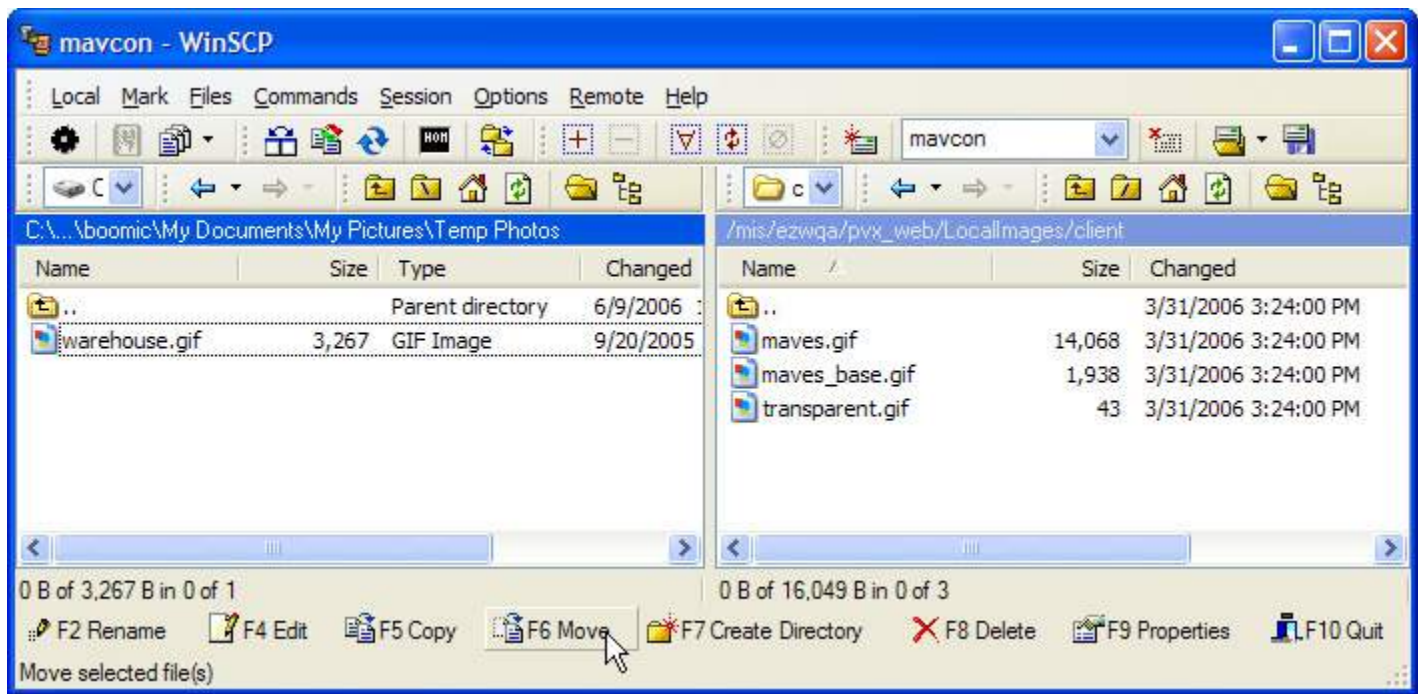 mavcon - WinSCP
Local Mark Files Commands Session Options Remote Help
mavcon
C
c
C:\...\boomic\My Documents\My Pictures\Temp Photos
/mis/ezwqa/pvx_web/LocalImages/client
Name Size Type Changed
Name Size Changed
.. Parent directory 6/9/2006
.. 3/31/2006 3:24:00 PM
warehouse.gif 3,267 GIF Image 9/20/2005
maves.gif 14,068 3/31/2006 3:24:00 PM
maves_base.gif 1,938 3/31/2006 3:24:00 PM
transparent.gif 43 3/31/2006 3:24:00 PM
0 B of 3,267 B in 0 of 1
0 B of 16,049 B in 0 of 3
F2 Rename F4 Edit F5 Copy F6 Move F7 Create Directory F8 Delete F9 Properties F10 Quit
Move selected file(s)